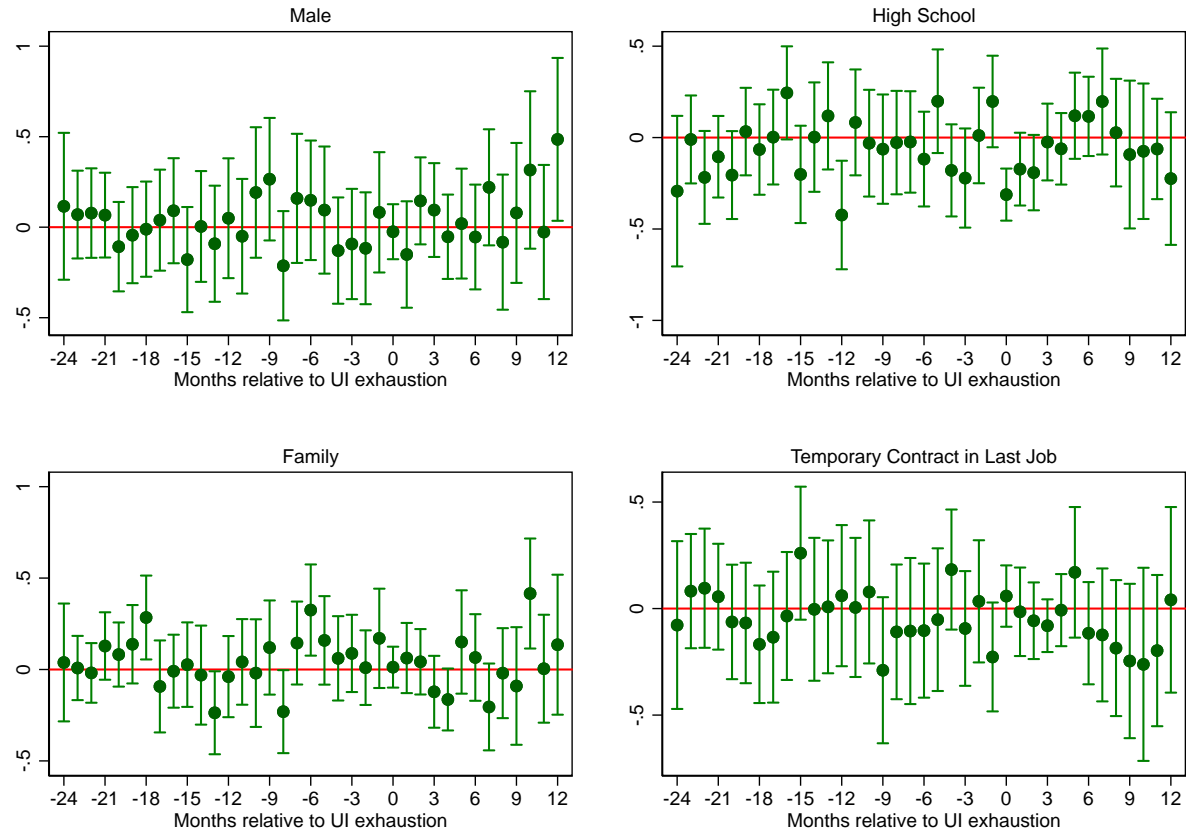 Male
1
.5
0
-.5
-24 -21 -18 -15 -12 -9 -6 -3 0 3 6 9 12
Months relative to UI exhaustion
High School
.5
0
-.5
-1
-24 -21 -18 -15 -12 -9 -6 -3 0 3 6 9 12
Months relative to UI exhaustion
Family
1
.5
0
-.5
-24 -21 -18 -15 -12 -9 -6 -3 0 3 6 9 12
Months relative to UI exhaustion
Temporary Contract in Last Job
.5
0
-.5
-24 -21 -18 -15 -12 -9 -6 -3 0 3 6 9 12
Months relative to UI exhaustion